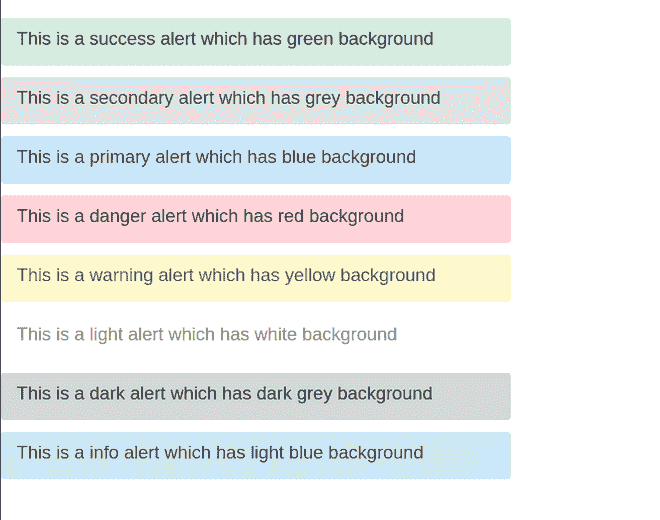 This is a success alert which has green background
This is a secondary alert which has grey background
This is a primary alert which has blue background
This is a danger alert which has red background
This is a warning alert which has yellow background
This is a light alert which has white background
This is a dark alert which has dark grey background
This is a info alert which has light blue background